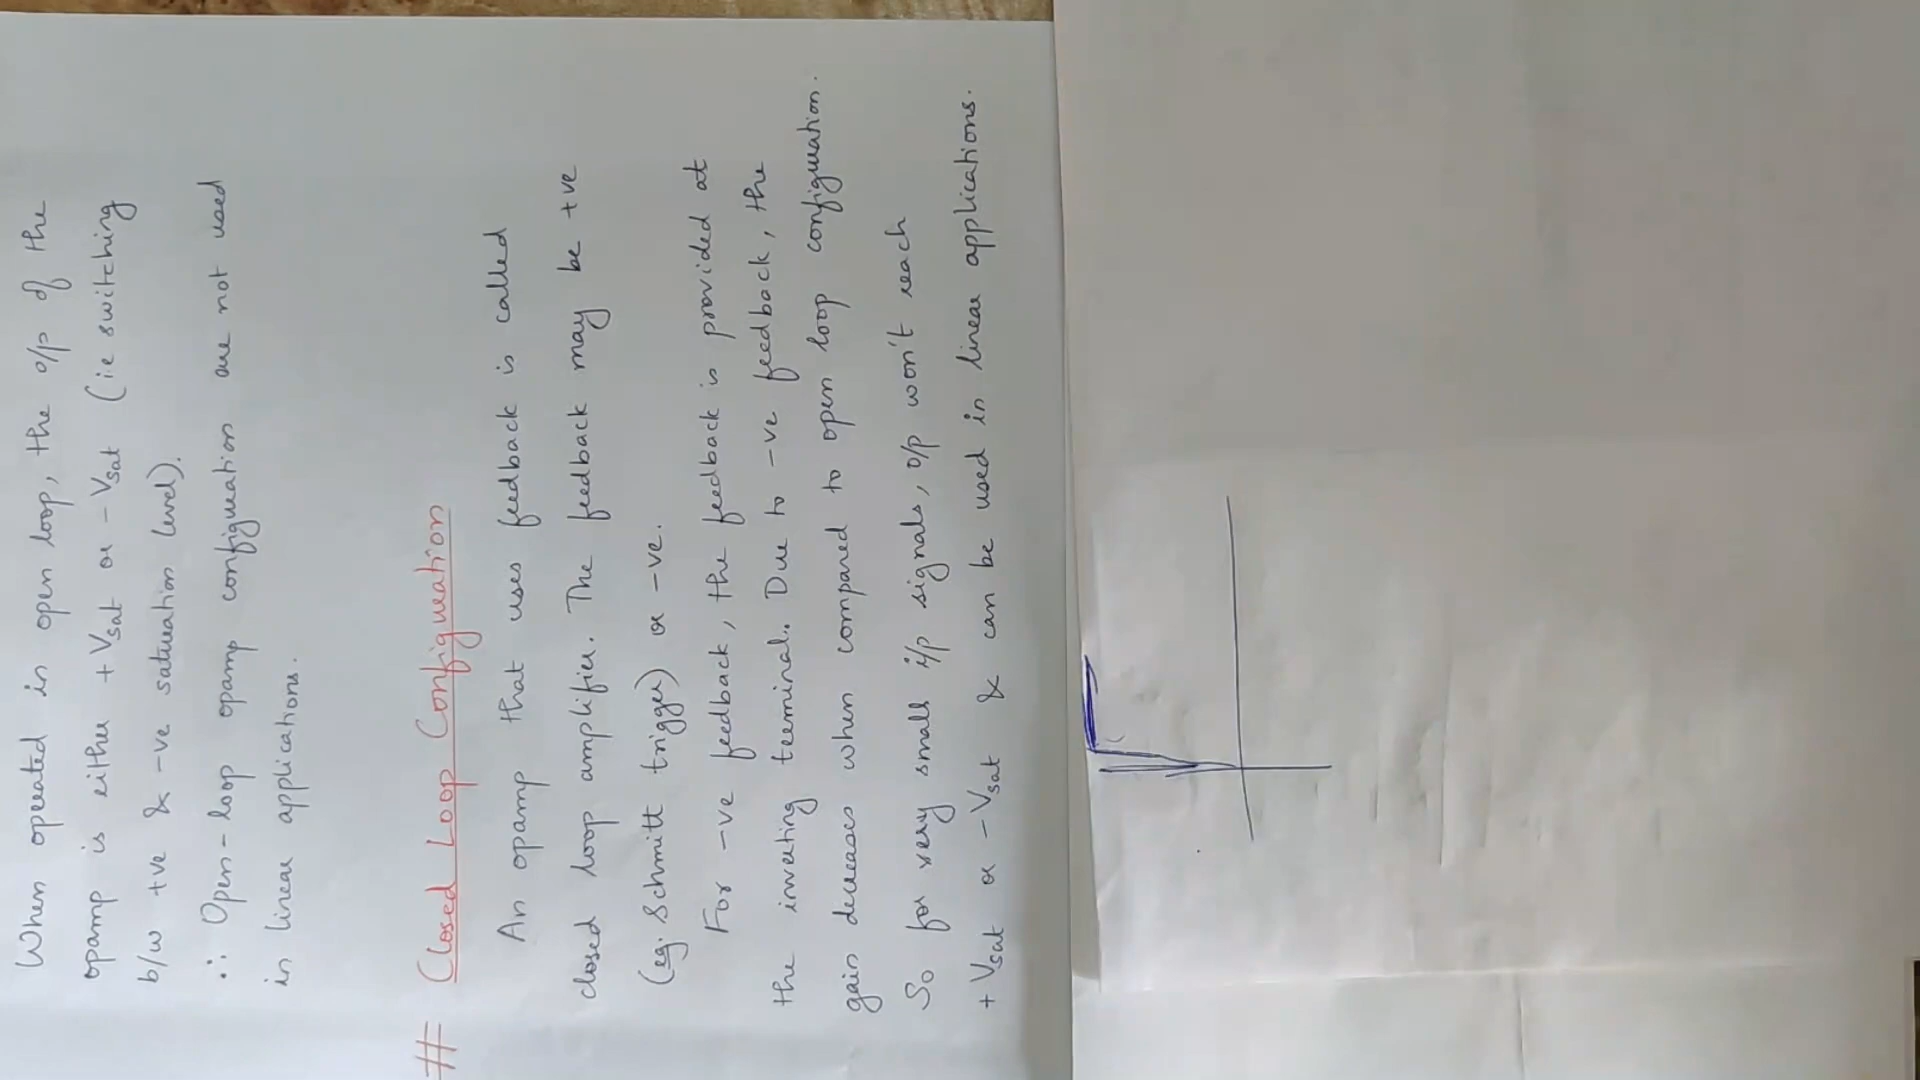 When operated in open loop, the o/p of the
opamp is either +Vsat or -Vsat (ie switching
b/w +ve & -ve saturation level).
∴ Open-loop opamp configuration are not used
in linear applications.
# Closed Loop Configuration
An opamp that uses feedback is called
closed loop amplifier. The feedback may be +ve
(eg. Schmitt trigger) or -ve.
For -ve feedback, the feedback is provided at
the inverting terminal. Due to -ve feedback, the
gain decreases when compared to open loop configuration.
So for very small i/p signals, o/p won't reach
+Vsat or -Vsat & can be used in linear applications.